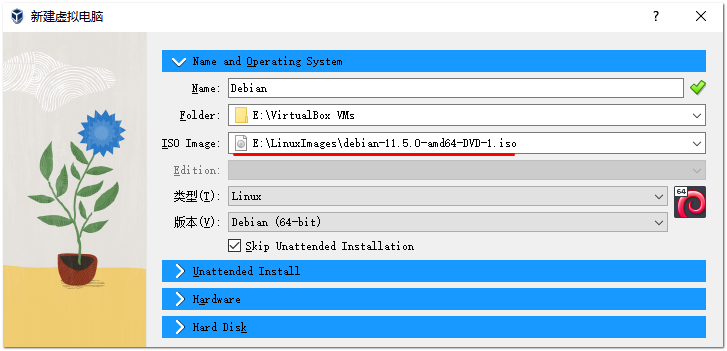 新建虚拟电脑
Name and Operating System
Name: Debian
Folder: E:\VirtualBox VMs
ISO Image: E:\LinuxImages\debian-11.5.0-amd64-DVD-1.iso
Edition:
类型(T): Linux
64
版本(V): Debian (64-bit)
Skip Unattended Installation
Unattended Install
Hardware
Hard Disk